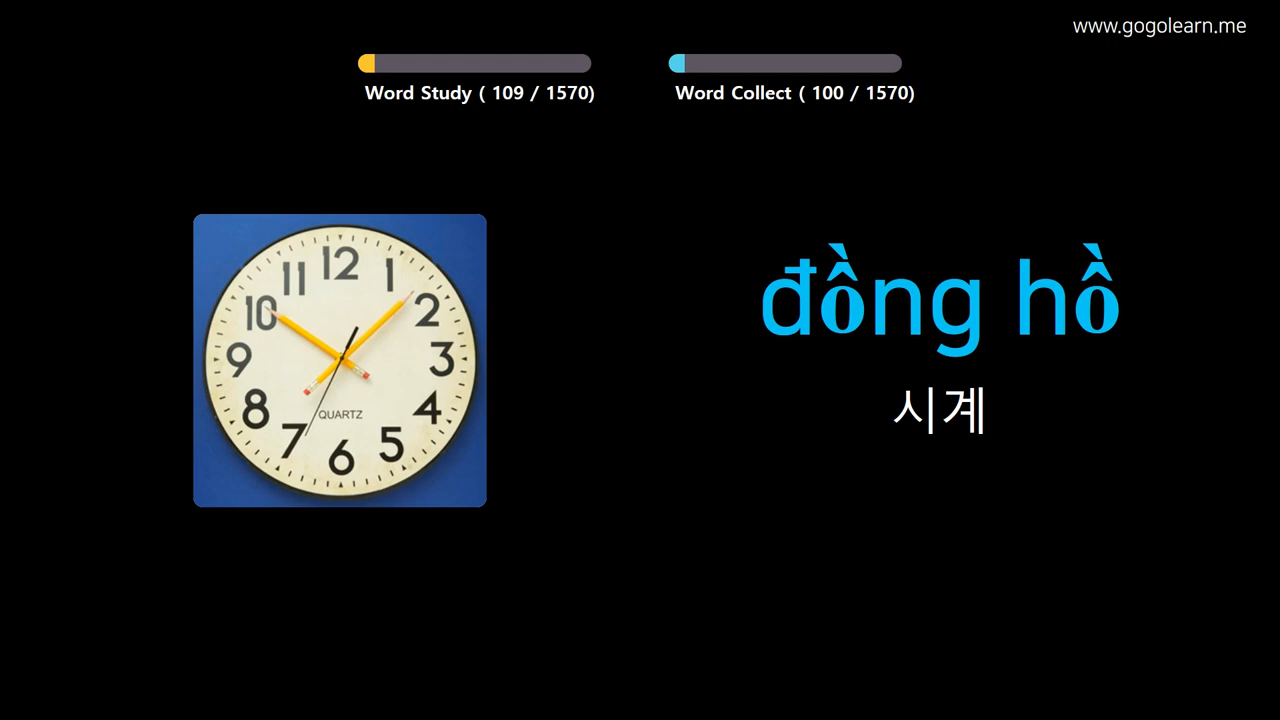 www.gogolearn.me
Word Study ( 109 / 1570)
Word Collect ( 100 / 1570)
12
11
1
10
2
9
3
8
4
7
5
6
QUARTZ
đồng hồ
시계